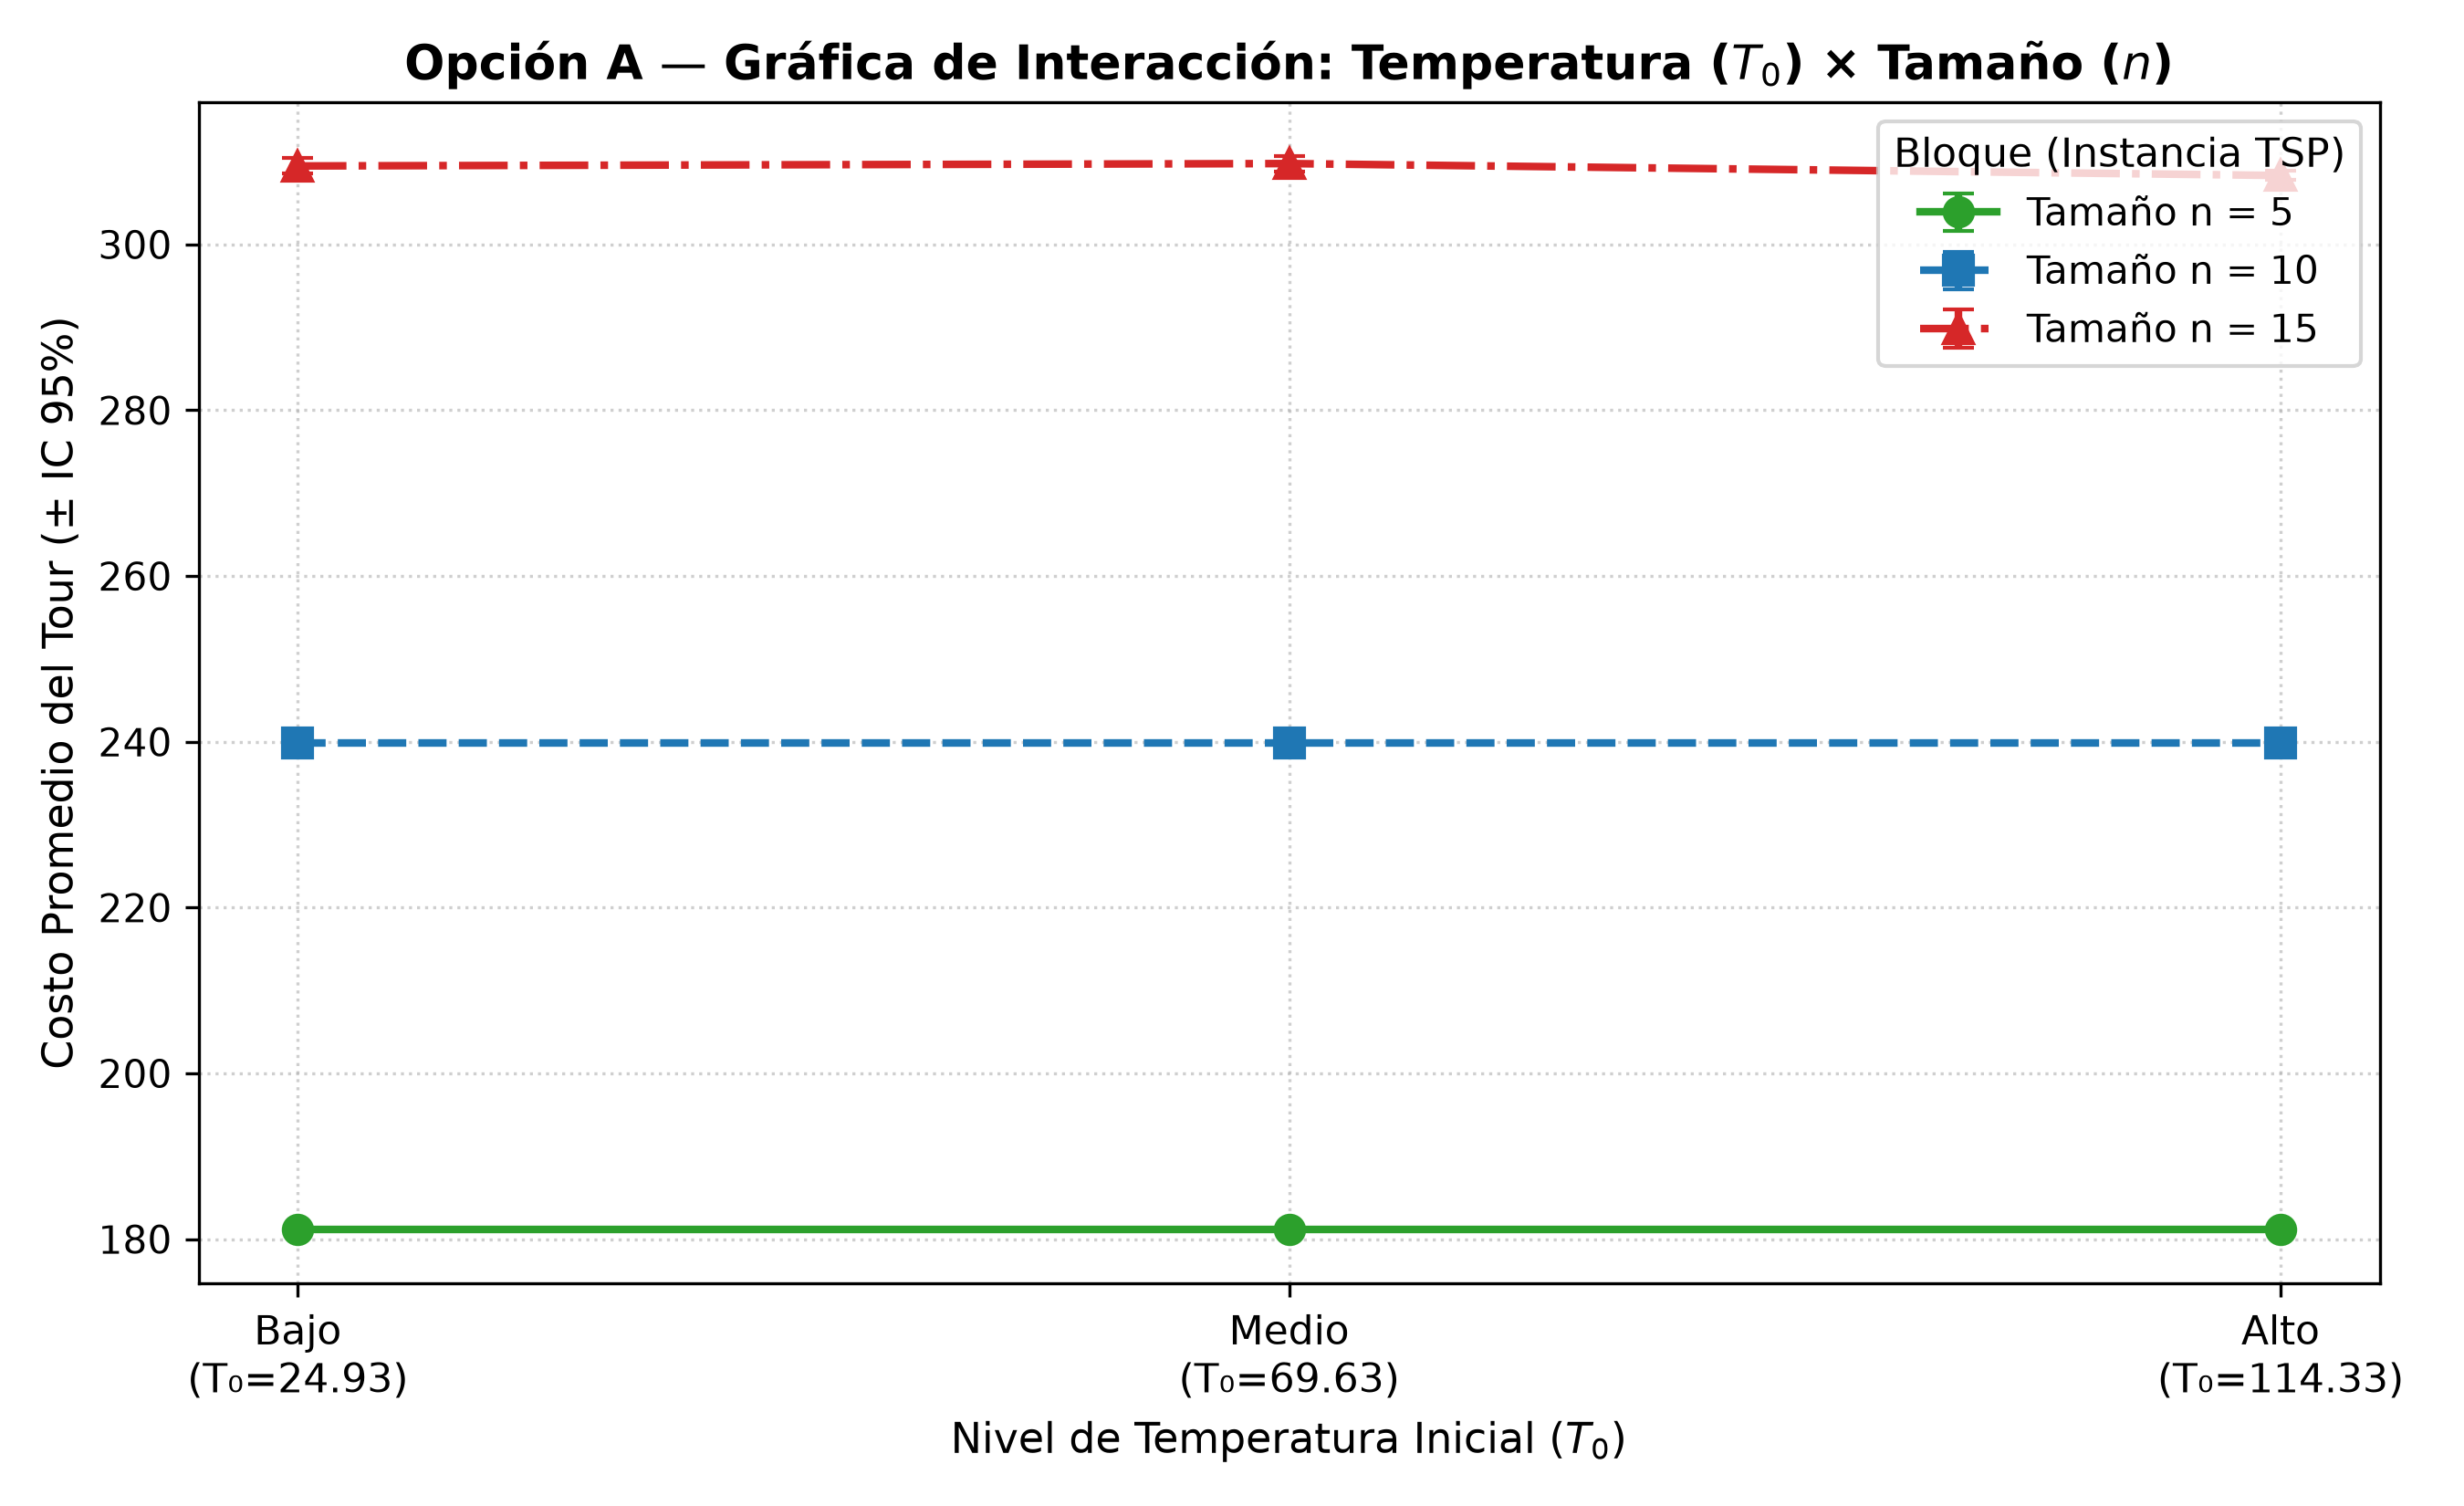 Opción A — Gráfica de Interacción: Temperatura (T₀) × Tamaño (n)
Costo Promedio del Tour (± IC 95%)
300
280
260
240
220
200
180
Bloque (Instancia TSP)
Tamaño n = 5
Tamaño n = 10
Tamaño n = 15
Bajo
(T₀=24.93)
Medio
(T₀=69.63)
Alto
(T₀=114.33)
Nivel de Temperatura Inicial (T₀)